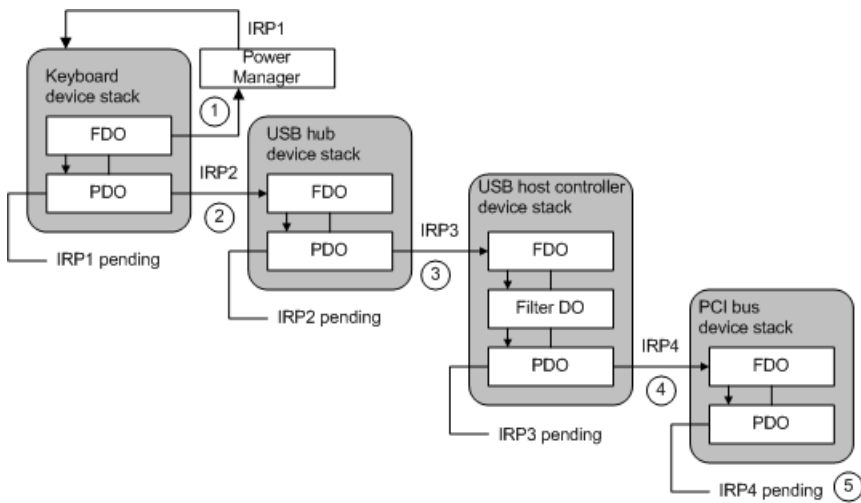 IRP1
Power
Manager
Keyboard
device stack
1
FDO
PDO
IRP1 pending
IRP2
2
USB hub
device stack
FDO
PDO
IRP2 pending
IRP3
3
USB host controller
device stack
FDO
Filter DO
PDO
IRP3 pending
IRP4
4
PCI bus
device stack
FDO
PDO
IRP4 pending
5